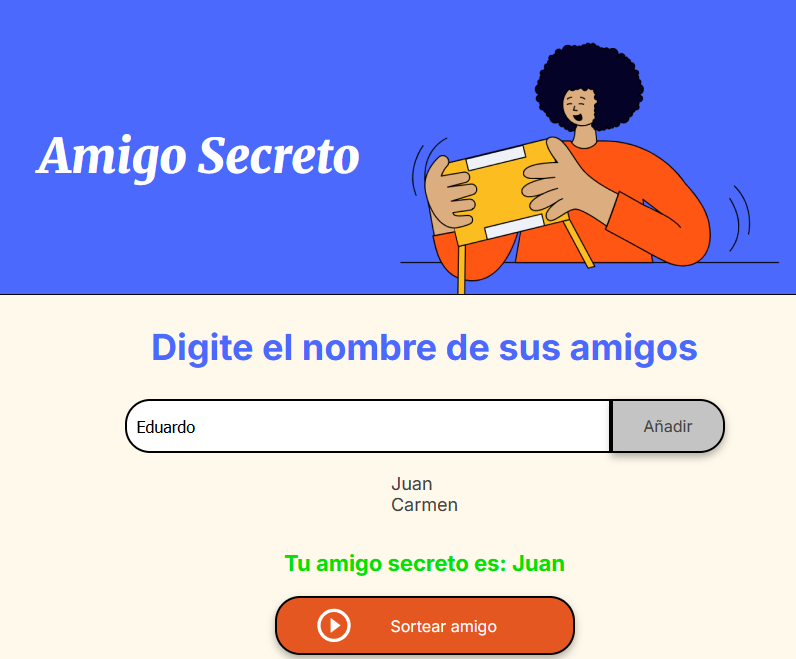 Amigo Secreto
Digite el nombre de sus amigos
Eduardo
Añadir
Juan
Carmen
Tu amigo secreto es: Juan
Sortear amigo